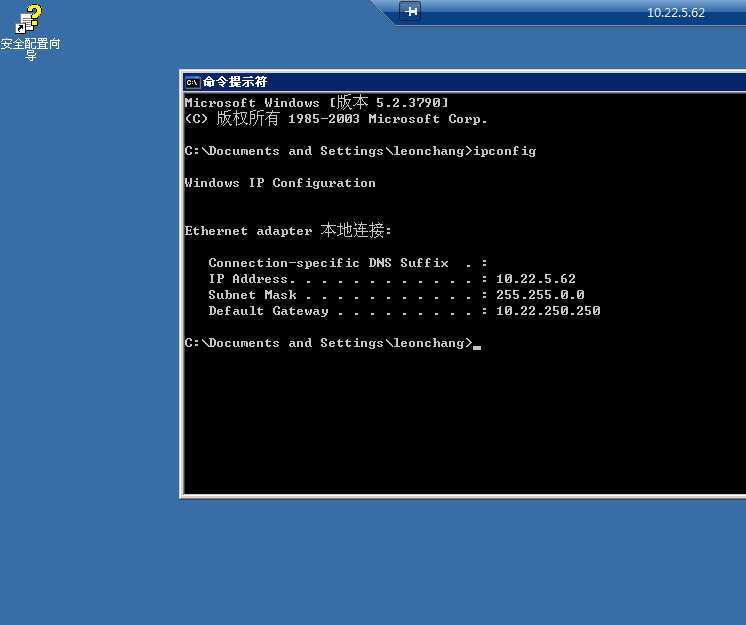 安全配置向
导
10.22.5.62
命令提示符
Microsoft Windows [版本 5.2.3790]
(C) 版权所有 1985-2003 Microsoft Corp.
C:\Documents and Settings\leonchang>ipconfig
Windows IP Configuration
Ethernet adapter 本地连接:
Connection-specific DNS Suffix  . :
IP Address. . . . . . . . . . . . : 10.22.5.62
Subnet Mask . . . . . . . . . . . : 255.255.0.0
Default Gateway . . . . . . . . . : 10.22.250.250
C:\Documents and Settings\leonchang>